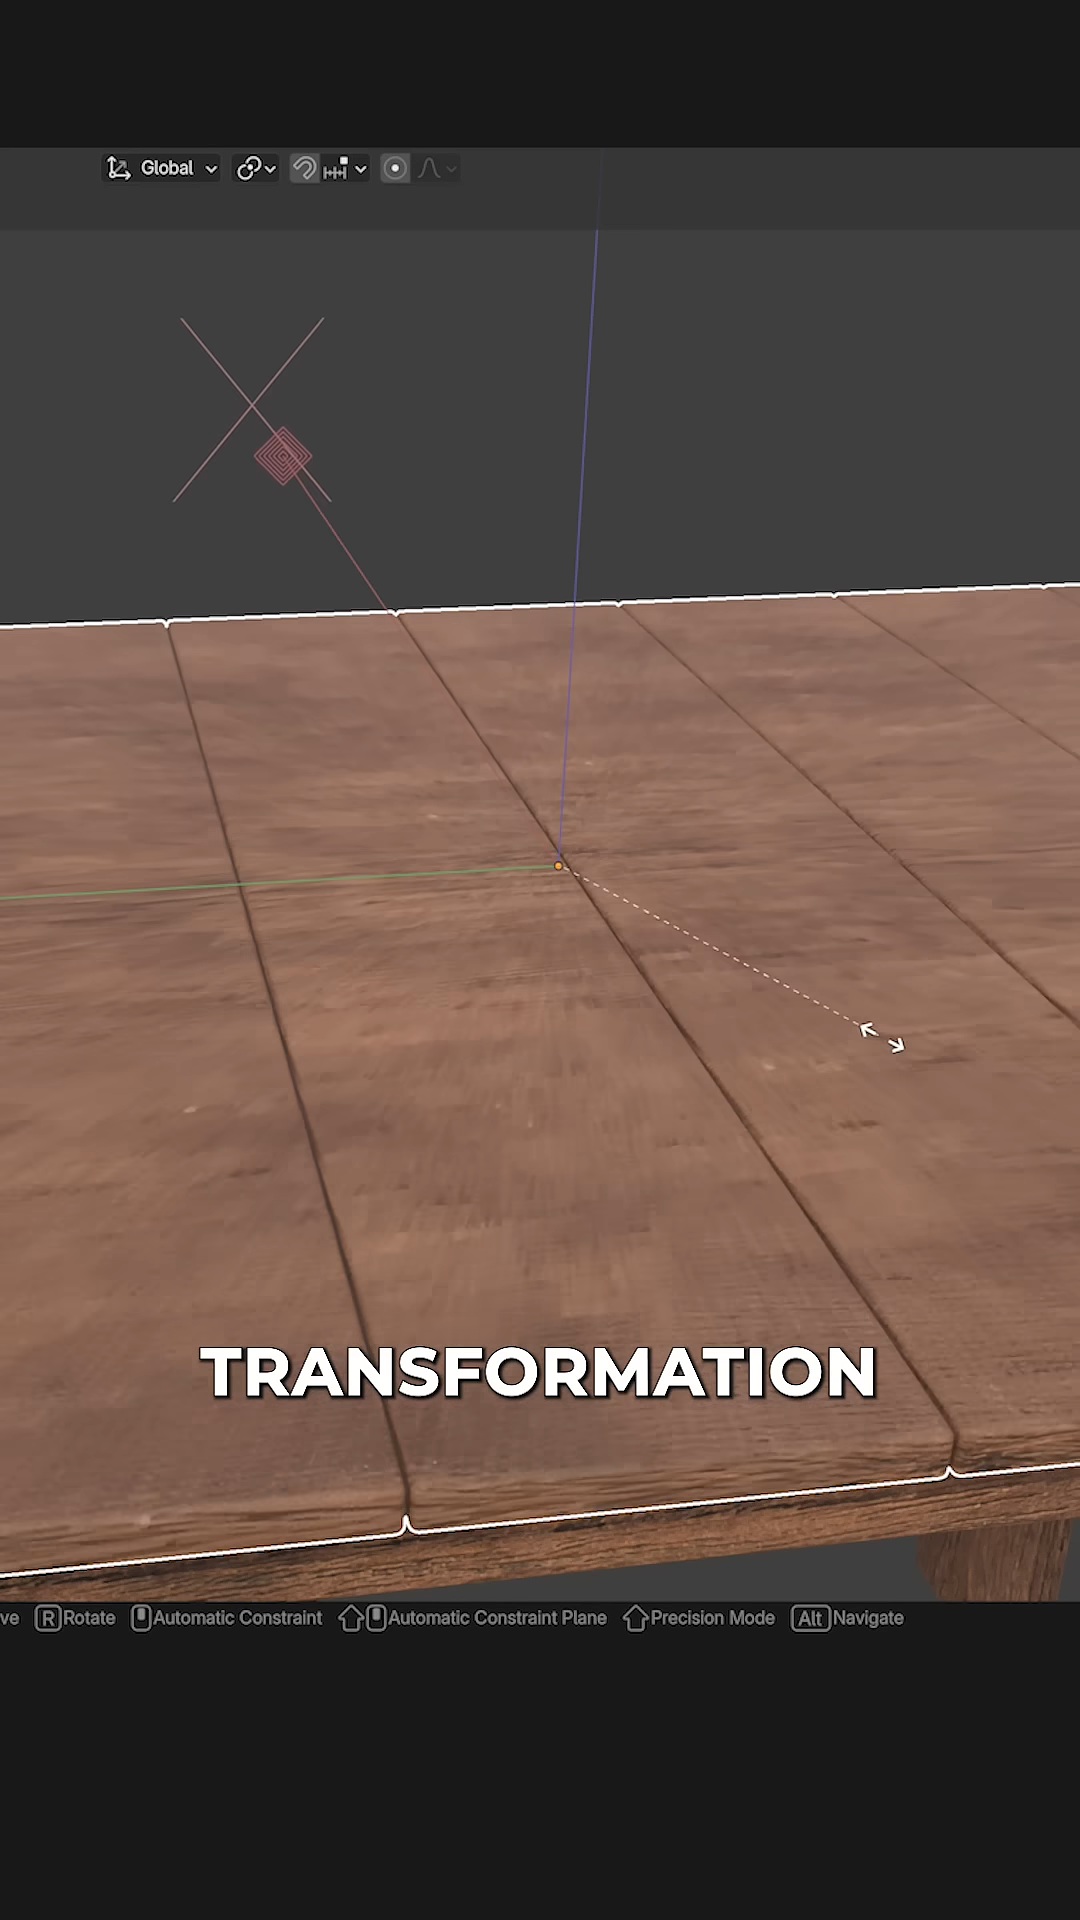 Global
TRANSFORMATION
ve R Rotate Automatic Constraint Automatic Constraint Plane Precision Mode Alt Navigate